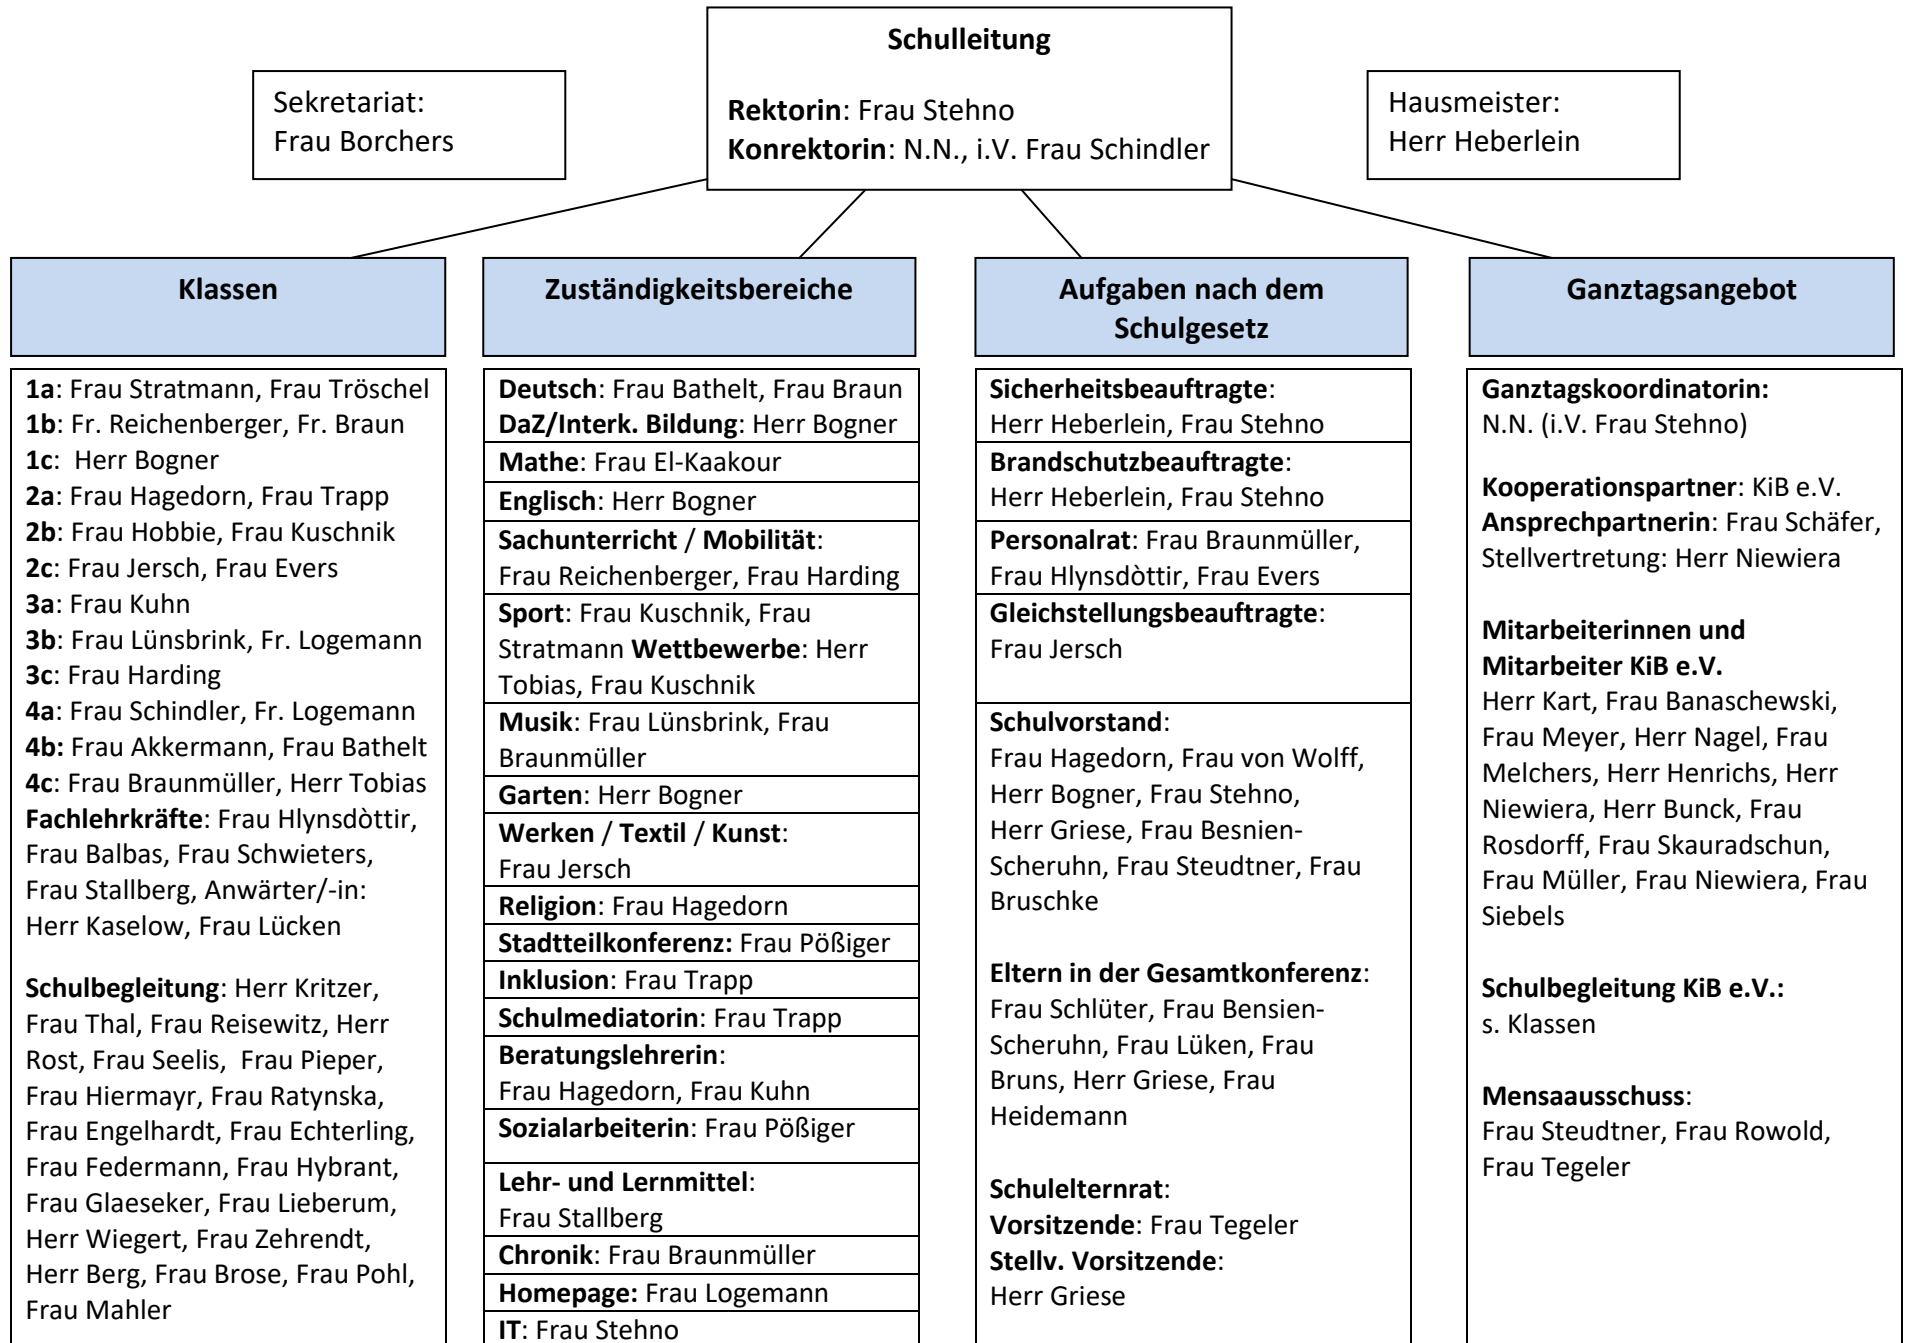 Schulleitung
Rektorin: Frau Stehno
Konrektorin: N.N., i.V. Frau Schindler
Sekretariat:
Frau Borchers
Hausmeister:
Herr Heberlein
Klassen
1a: Frau Stratmann, Frau Tröschel
1b: Fr. Reichenberger, Fr. Braun
1c: Herr Bogner
2a: Frau Hagedorn, Frau Trapp
2b: Frau Hobbie, Frau Kuschnik
2c: Frau Jersch, Frau Evers
3a: Frau Kuhn
3b: Frau Lünsbrink, Fr. Logemann
3c: Frau Harding
4a: Frau Schindler, Fr. Logemann
4b: Frau Akkermann, Frau Bathelt
4c: Frau Braunmüller, Herr Tobias
Fachlehrkräfte: Frau Hlynsdòttir,
Frau Balbas, Frau Schwieters,
Frau Stallberg, Anwärter/-in:
Herr Kaselow, Frau Lücken
Schulbegleitung: Herr Kritzer,
Frau Thal, Frau Reisewitz, Herr
Rost, Frau Seelis, Frau Pieper,
Frau Hiermayr, Frau Ratynska,
Frau Engelhardt, Frau Echterling,
Frau Federmann, Frau Hybrant,
Frau Glaeseker, Frau Lieberum,
Herr Wiegert, Frau Zehrendt,
Herr Berg, Frau Brose, Frau Pohl,
Frau Mahler
Zuständigkeitsbereiche
Deutsch: Frau Bathelt, Frau Braun
DaZ/Interk. Bildung: Herr Bogner
Mathe: Frau El-Kaakour
Englisch: Herr Bogner
Sachunterricht / Mobilität:
Frau Reichenberger, Frau Harding
Sport: Frau Kuschnik, Frau
Stratmann Wettbewerbe: Herr
Tobias, Frau Kuschnik
Musik: Frau Lünsbrink, Frau
Braunmüller
Garten: Herr Bogner
Werken / Textil / Kunst:
Frau Jersch
Religion: Frau Hagedorn
Stadtteilkonferenz: Frau Pößiger
Inklusion: Frau Trapp
Schulmediatorin: Frau Trapp
Beratungslehrerin:
Frau Hagedorn, Frau Kuhn
Sozialarbeiterin: Frau Pößiger
Lehr- und Lernmittel:
Frau Stallberg
Chronik: Frau Braunmüller
Homepage: Frau Logemann
IT: Frau Stehno
Aufgaben nach dem
Schulgesetz
Sicherheitsbeauftragte:
Herr Heberlein, Frau Stehno
Brandschutzbeauftragte:
Herr Heberlein, Frau Stehno
Personalrat: Frau Braunmüller,
Frau Hlynsdòttir, Frau Evers
Gleichstellungsbeauftragte:
Frau Jersch
Schulvorstand:
Frau Hagedorn, Frau von Wolff,
Herr Bogner, Frau Stehno,
Herr Griese, Frau Besnien-
Scheruhn, Frau Steudtner, Frau
Bruschke
Eltern in der Gesamtkonferenz:
Frau Schlüter, Frau Bensien-
Scheruhn, Frau Lüken, Frau
Bruns, Herr Griese, Frau
Heidemann
Schulelternrat:
Vorsitzende: Frau Tegeler
Stellv. Vorsitzende:
Herr Griese
Ganztagsangebot
Ganztagskoordinatorin:
N.N. (i.V. Frau Stehno)
Kooperationspartner: KiB e.V.
Ansprechpartnerin: Frau Schäfer,
Stellvertretung: Herr Niewiera
Mitarbeiterinnen und
Mitarbeiter KiB e.V.
Herr Kart, Frau Banaschewski,
Frau Meyer, Herr Nagel, Frau
Melchers, Herr Henrichs, Herr
Niewiera, Herr Bunck, Frau
Rosdorff, Frau Skauradschun,
Frau Müller, Frau Niewiera, Frau
Siebels
Schulbegleitung KiB e.V.:
s. Klassen
Mensaausschuss:
Frau Steudtner, Frau Rowold,
Frau Tegeler